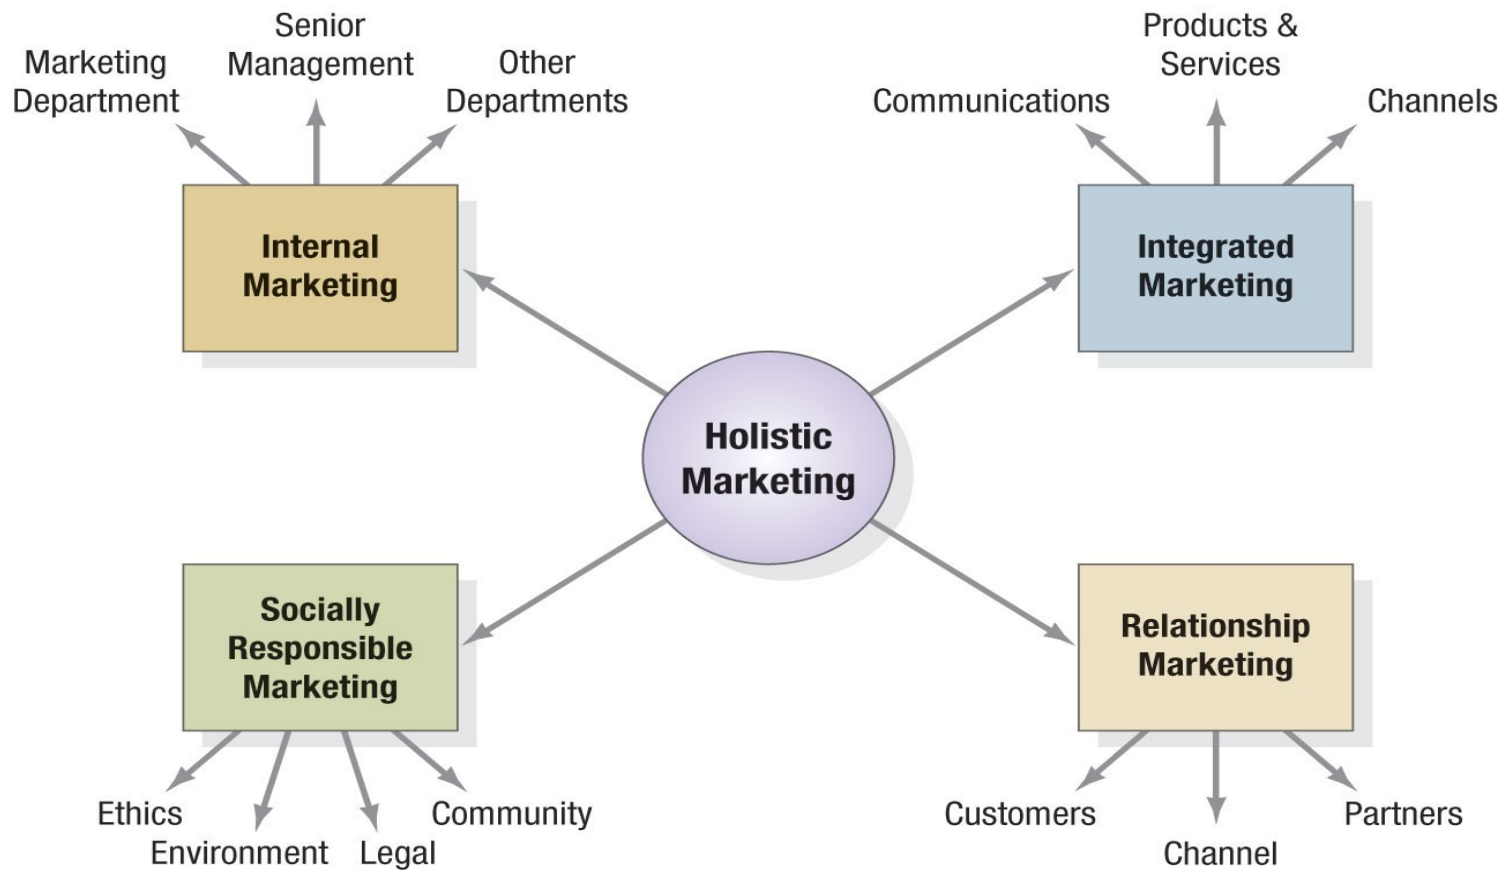 Senior
Management
Marketing
Department
Other
Departments
Products &
Services
Communications
Channels
Internal
Marketing
Integrated
Marketing
Holistic
Marketing
Socially
Responsible
Marketing
Relationship
Marketing
Ethics
Environment
Legal
Community
Customers
Channel
Partners